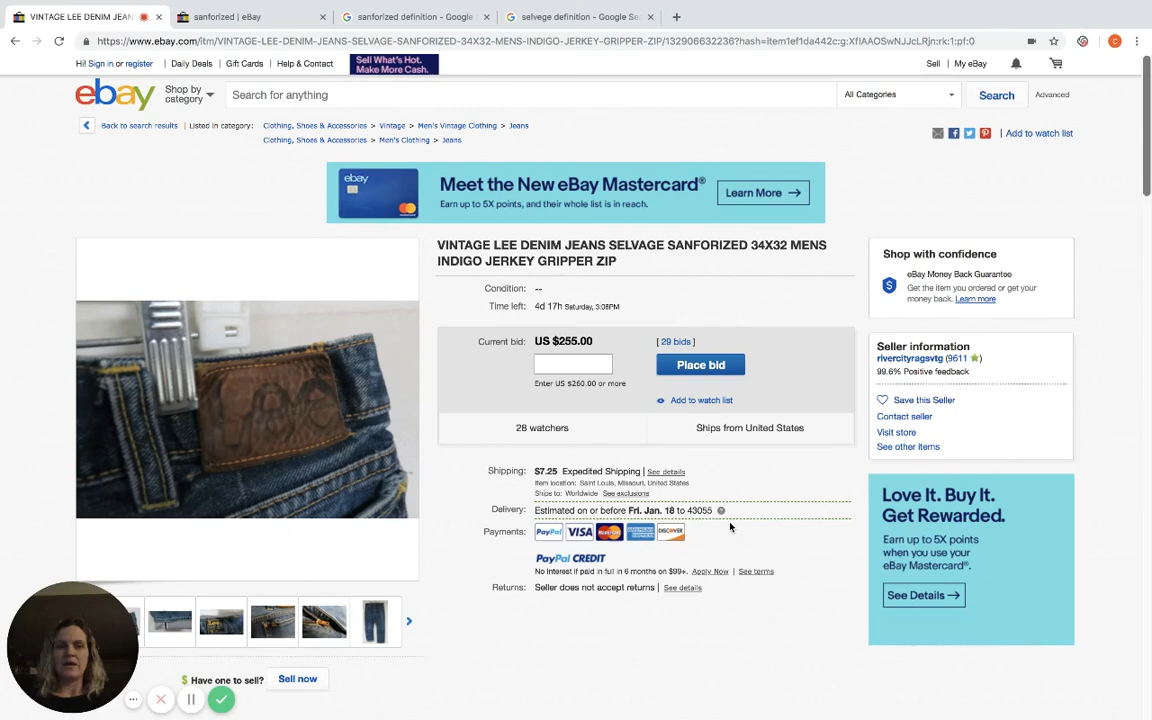 VINTAGE LEE DENIM JEANS
sanforized | eBay
sanforized definition - Google
selvege definition - Google Se
https://www.ebay.com/itm/VINTAGE-LEE-DENIM-JEANS-SELVAGE-SANFORIZED-34X32-MENS-INDIGO-JERKEY-GRIPPER-ZIP/132906632236?hash=item1ef1da442c:g:XfIAAOSwNJJcLRjn:rk:1:pf:0
Hi! Sign in or register
Daily Deals
Gift Cards
Help & Contact
Sell What's Hot.
Make More Cash.
Sell
My eBay
ebay
Shop by
category
Search for anything
All Categories
Search
Advanced
Back to search results
Listed in category:
Clothing, Shoes & Accessories > Vintage > Men's Vintage Clothing > Jeans
Clothing, Shoes & Accessories > Men's Clothing > Jeans
Add to watch list
ebay
Meet the New eBay Mastercard®
Earn up to 5X points, and their whole list is in reach.
Learn More
VINTAGE LEE DENIM JEANS SELVAGE SANFORIZED 34X32 MENS
INDIGO JERKEY GRIPPER ZIP
Condition: --
Time left: 4d 17h Saturday, 3:08PM
Current bid: US $255.00
[ 29 bids ]
Place bid
Enter US $260.00 or more
Add to watch list
28 watchers
Ships from United States
Shipping: $7.25 Expedited Shipping | See details
Item location: Saint Louis, Missouri, United States
Ships to: Worldwide See exclusions
Delivery: Estimated on or before Fri. Jan. 18 to 43055
Payments: PayPal VISA MasterCard AMERICAN EXPRESS DISCOVER
PayPal CREDIT
No Interest if paid in full in 6 months on $99+. Apply Now | See terms
Returns: Seller does not accept returns | See details
Shop with confidence
eBay Money Back Guarantee
Get the item you ordered or get your
money back. Learn more
Seller information
rivercityragsvtg (9611 )
99.6% Positive feedback
Save this Seller
Contact seller
Visit store
See other items
Love It. Buy It.
Get Rewarded.
Earn up to 5X points
when you use your
eBay Mastercard®
See Details
Lee
Have one to sell?
Sell now